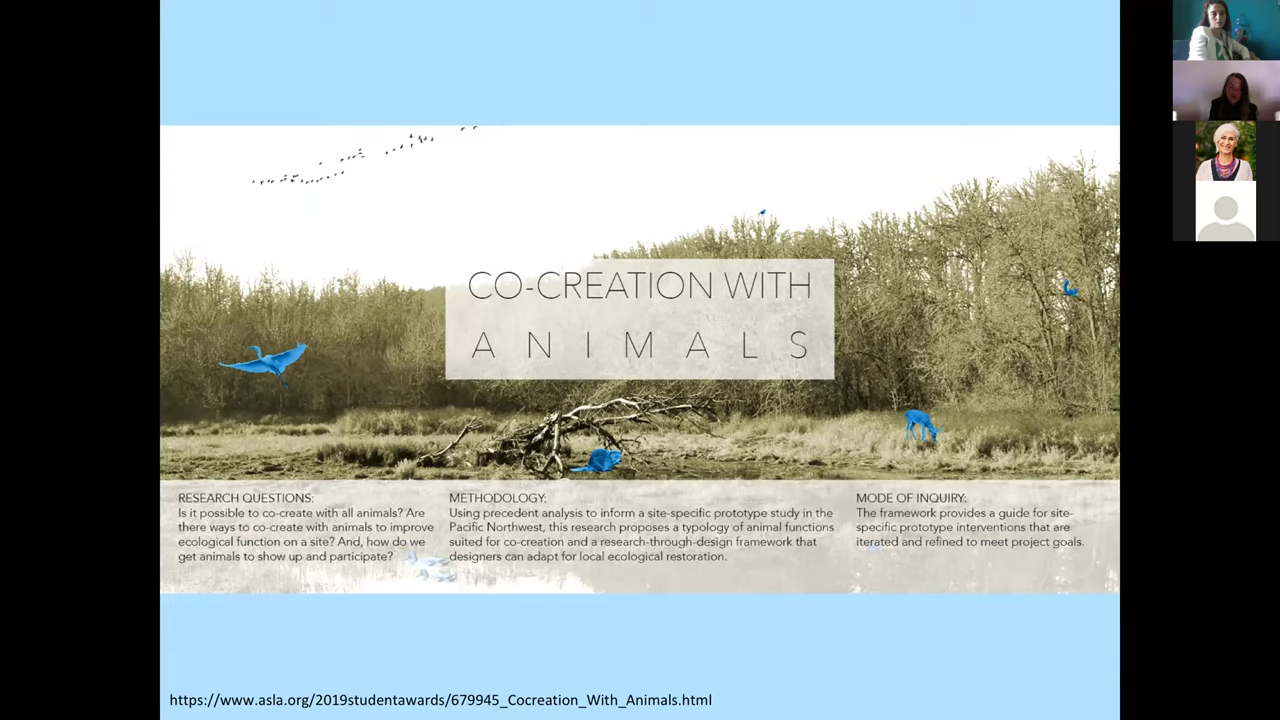 CO-CREATION WITH
ANIMALS
RESEARCH QUESTIONS:
Is it possible to co-create with all animals? Are
there ways to co-create with animals to improve
ecological function on a site? And, how do we
get animals to show up and participate?
METHODOLOGY:
Using precedent analysis to inform a site-specific prototype study in the
Pacific Northwest, this research proposes a typology of animal functions
suited for co-creation and a research-through-design framework that
designers can adapt for local ecological restoration.
MODE OF INQUIRY:
The framework provides a guide for site-
specific prototype interventions that are
iterated and refined to meet project goals.
https://www.asla.org/2019studentawards/679945_Cocreation_With_Animals.html